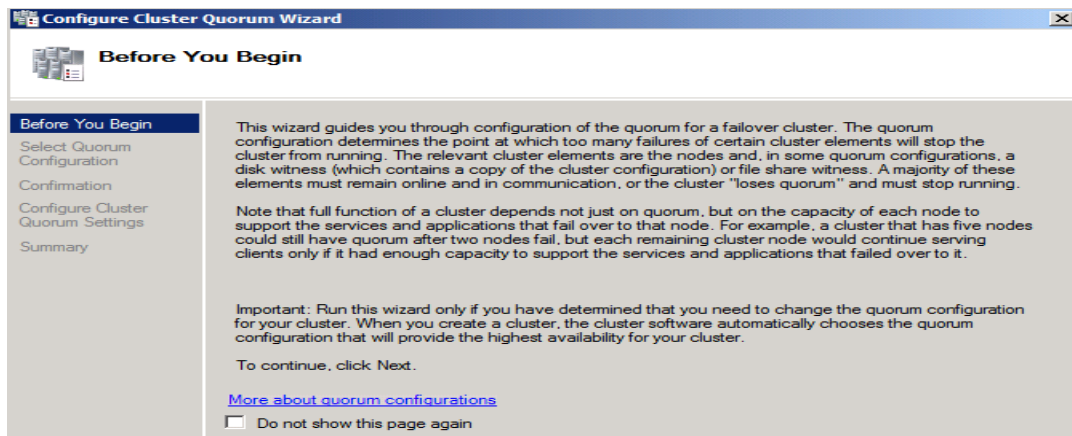 Configure Cluster Quorum Wizard
Before You Begin
Before You Begin
Select Quorum
Configuration
Confirmation
Configure Cluster
Quorum Settings
Summary
This wizard guides you through configuration of the quorum for a failover cluster. The quorum
configuration determines the point at which too many failures of certain cluster elements will stop the
cluster from running. The relevant cluster elements are the nodes and, in some quorum configurations, a
disk witness (which contains a copy of the cluster configuration) or file share witness. A majority of these
elements must remain online and in communication, or the cluster "loses quorum" and must stop running.
Note that full function of a cluster depends not just on quorum, but on the capacity of each node to
support the services and applications that fail over to that node. For example, a cluster that has five nodes
could still have quorum after two nodes fail, but each remaining cluster node would continue serving
clients only if it had enough capacity to support the services and applications that failed over to it.
Important: Run this wizard only if you have determined that you need to change the quorum configuration
for your cluster. When you create a cluster, the cluster software automatically chooses the quorum
configuration that will provide the highest availability for your cluster.
To continue, click Next.
More about quorum configurations
Do not show this page again